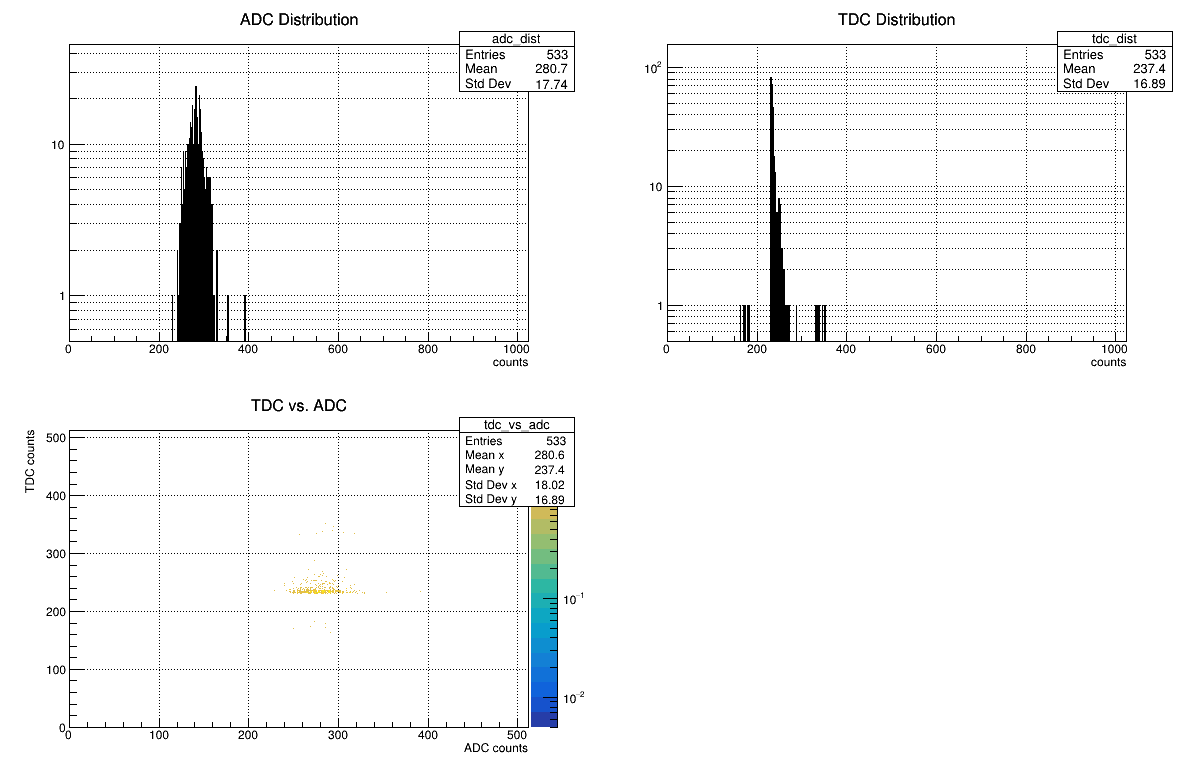 ADC Distribution
adc_dist
Entries 533
Mean 280.7
Std Dev 17.74
10
1
0 200 400 600 800 1000
counts
TDC Distribution
tdc_dist
Entries 533
Mean 237.4
Std Dev 16.89
10²
10
1
0 200 400 600 800 1000
counts
TDC vs. ADC
tdc_vs_adc
Entries 533
Mean x 280.6
Mean y 237.4
Std Dev x 18.02
Std Dev y 16.89
TDC counts
500
400
300
200
100
0
0 100 200 300 400 500
ADC counts
10⁻¹
10⁻²